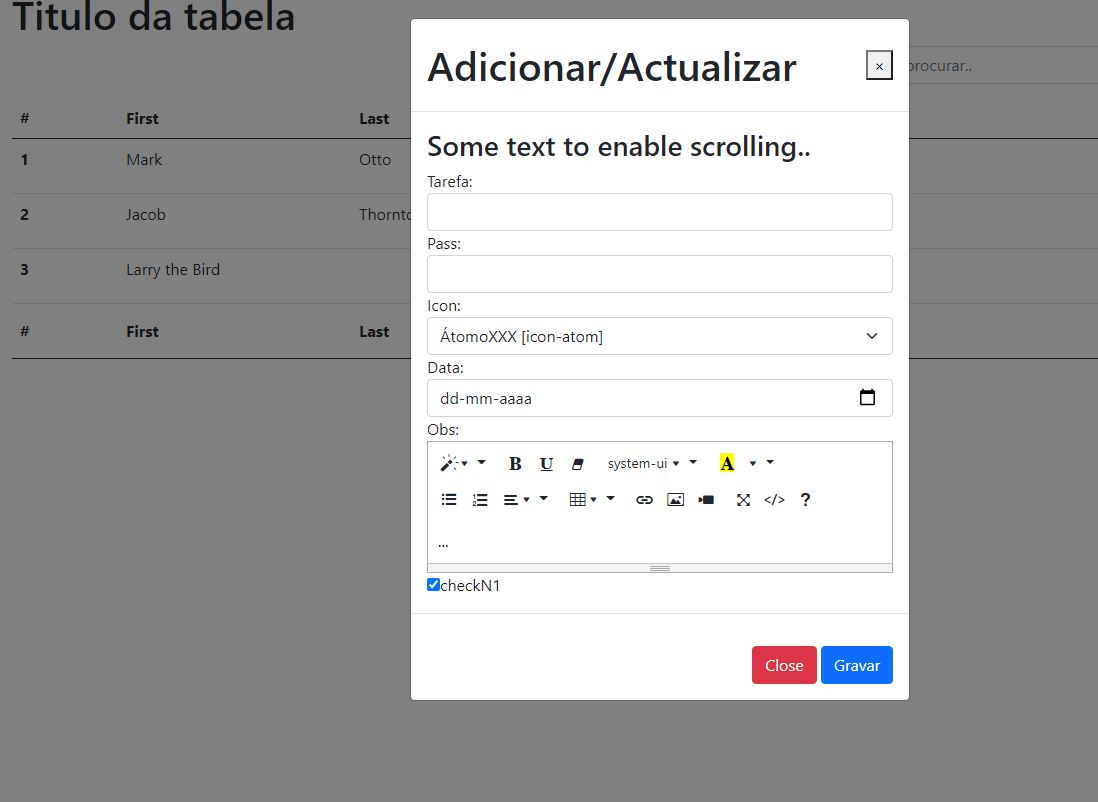 Titulo da tabela
Adicionar/Actualizar
×
procurar..
# First Last
1 Mark Otto
2 Jacob
3 Larry the Bird
# First Last
Some text to enable scrolling..
Tarefa:
Pass:
Icon:
ÁtomoXXX [icon-atom]
Data:
dd-mm-aaaa
Obs:
B U system-ui A
</> ?
...
checkN1
Close Gravar